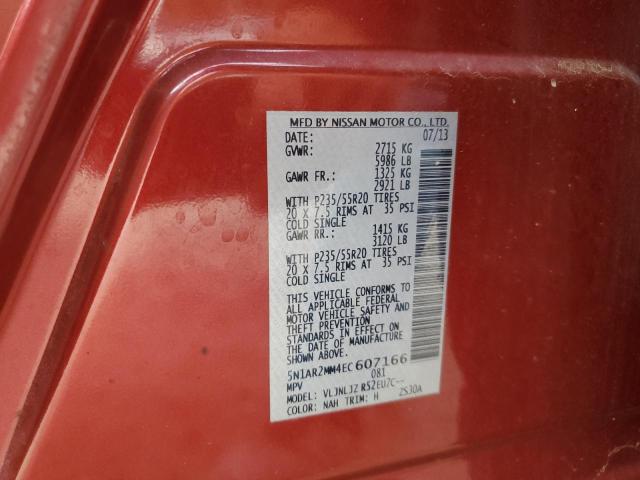 MFD BY NISSAN MOTOR CO., LTD.
DATE: 07/13
GVWR: 2715 KG
5986 LB
GAWR FR.: 1325 KG
2921 LB
WITH P235/55R20 TIRES
20 X 7.5 RIMS AT 35 PSI
COLD SINGLE
GAWR RR.: 1415 KG
3120 LB
WITH P235/55R20 TIRES
20 X 7.5 RIMS AT 35 PSI
COLD SINGLE
THIS VEHICLE CONFORMS TO
ALL APPLICABLE FEDERAL
MOTOR VEHICLE SAFETY AND
THEFT PREVENTION
STANDARDS IN EFFECT ON
THE DATE OF MANUFACTURE
SHOWN ABOVE.
5N1AR2MM4EC607166
MPV 081
MODEL: VLJNLJZ RS2EU7C--
COLOR: NAH TRIM: H ZS30A